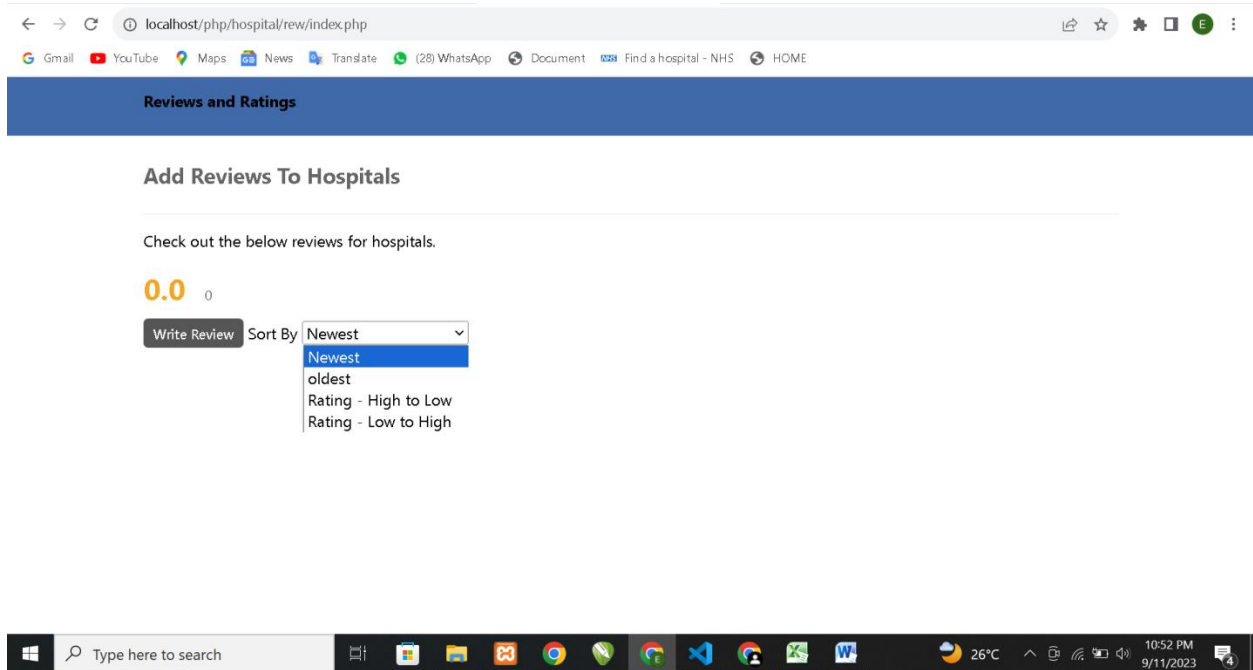 localhost/php/hospital/rew/index.php
E
Gmail YouTube Maps News Translate (28) WhatsApp Document NHS Find a hospital - NHS HOME
Reviews and Ratings
Add Reviews To Hospitals
Check out the below reviews for hospitals.
0.0 0
Write Review Sort By Newest
Newest
oldest
Rating - High to Low
Rating - Low to High
Type here to search
26°C
10:52 PM
9/11/2023
4